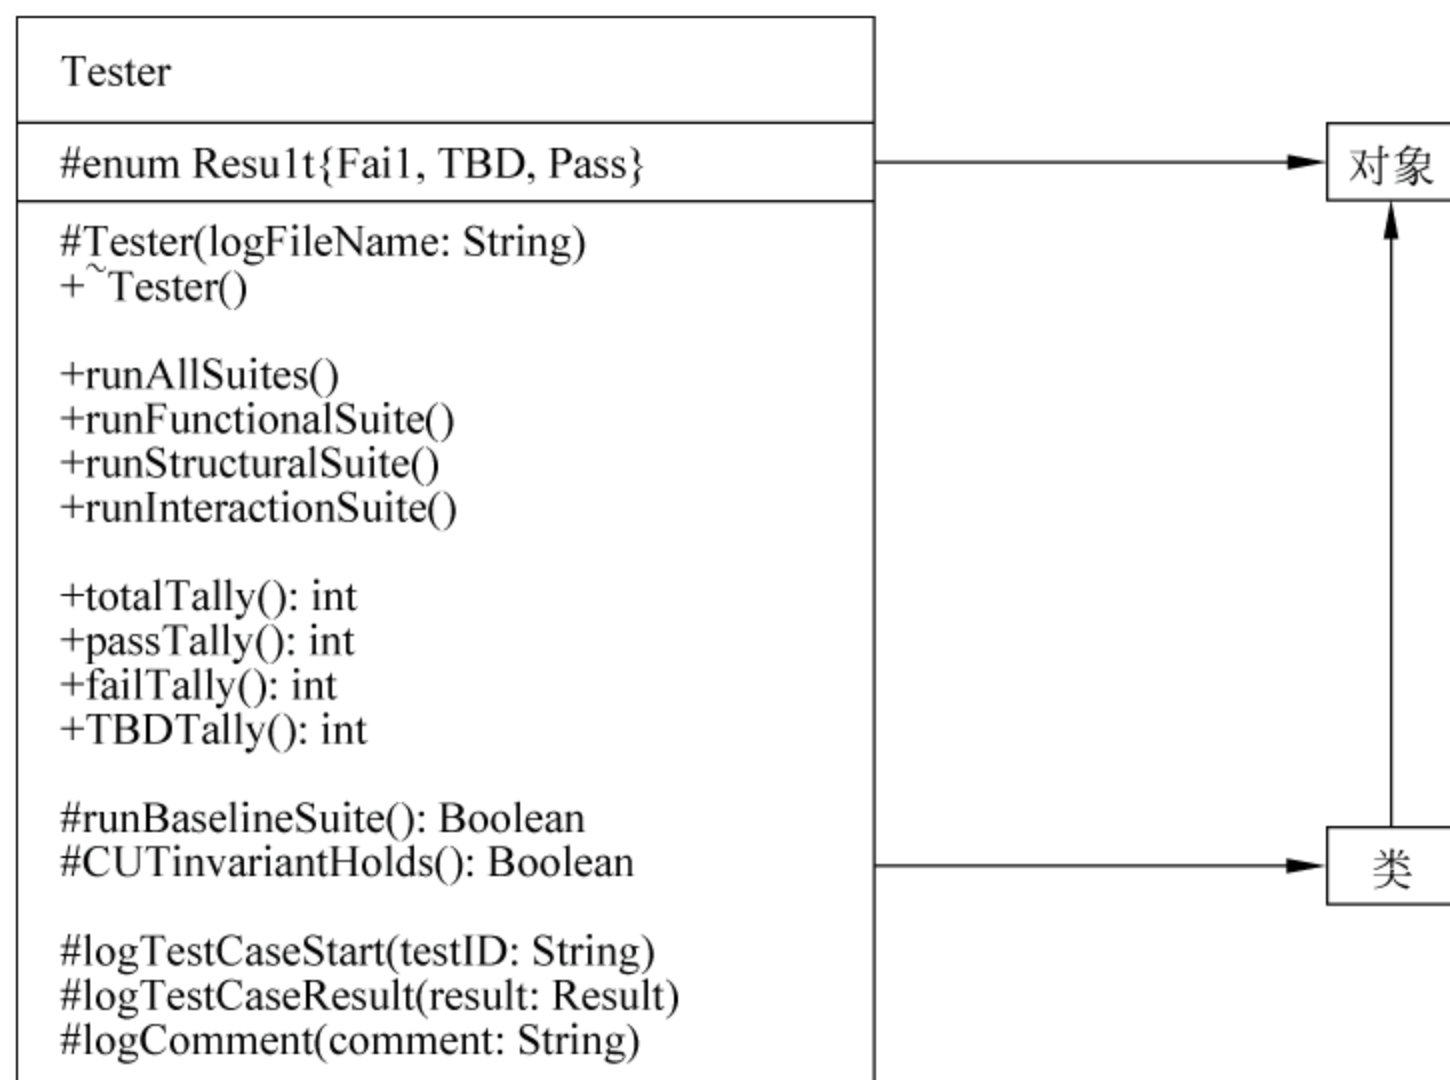 Tester
#enum Resu1t{Fai1, TBD, Pass}
对象
#Tester(logFileName: String)
+~Tester()
+runAllSuites()
+runFunctionalSuite()
+runStructuralSuite()
+runInteractionSuite()
+totalTally(): int
+passTally(): int
+failTally(): int
+TBDTally(): int
#runBaselineSuite(): Boolean
#CUTinvariantHolds(): Boolean
类
#logTestCaseStart(testID: String)
#logTestCaseResult(result: Result)
#logComment(comment: String)